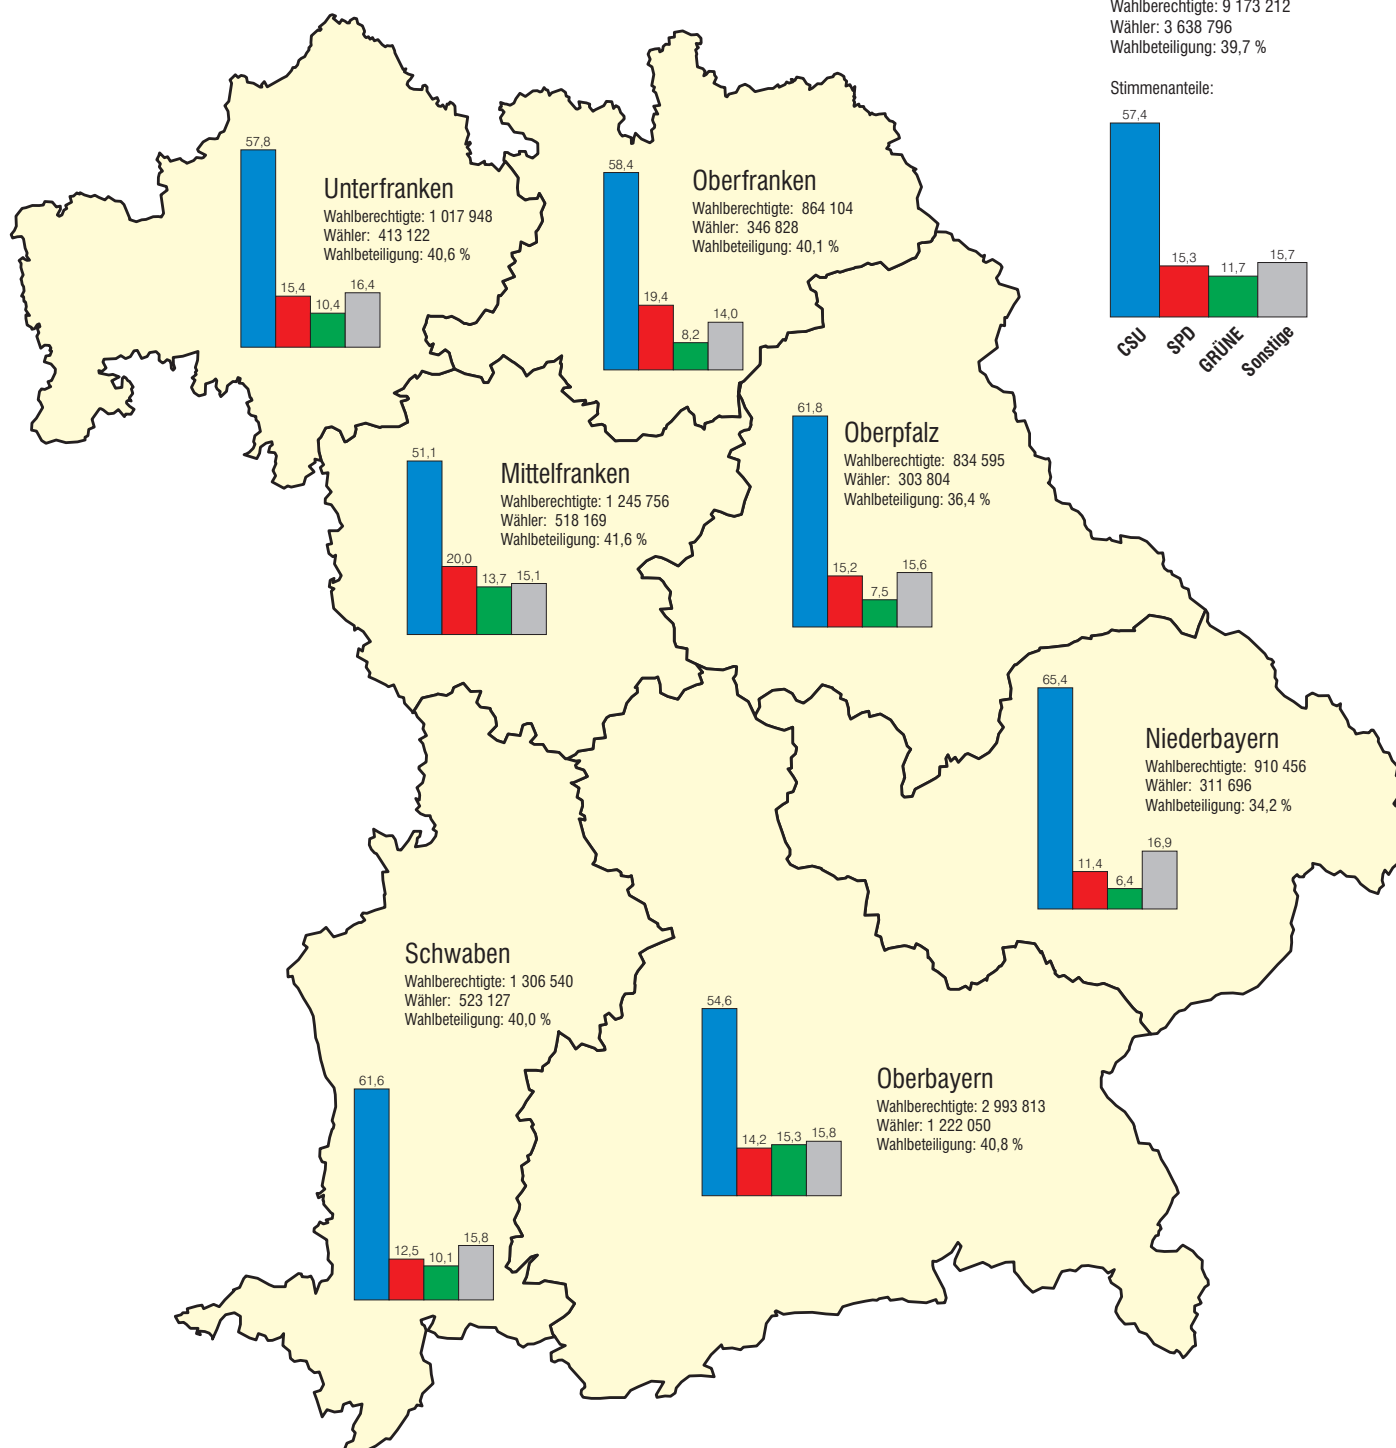 Wahlberechtigte: 9 173 212
Wähler: 3 638 796
Wahlbeteiligung: 39,7 %
Stimmenanteile:
57,4
15,3
11,7
15,7
CSU
SPD
GRÜNE
Sonstige
57,8
15,4
10,4
16,4
Unterfranken
Wahlberechtigte: 1 017 948
Wähler: 413 122
Wahlbeteiligung: 40,6 %
58,4
19,4
8,2
14,0
Oberfranken
Wahlberechtigte: 864 104
Wähler: 346 828
Wahlbeteiligung: 40,1 %
51,1
20,0
13,7
15,1
Mittelfranken
Wahlberechtigte: 1 245 756
Wähler: 518 169
Wahlbeteiligung: 41,6 %
61,8
15,2
7,5
15,6
Oberpfalz
Wahlberechtigte: 834 595
Wähler: 303 804
Wahlbeteiligung: 36,4 %
65,4
11,4
6,4
16,9
Niederbayern
Wahlberechtigte: 910 456
Wähler: 311 696
Wahlbeteiligung: 34,2 %
Schwaben
Wahlberechtigte: 1 306 540
Wähler: 523 127
Wahlbeteiligung: 40,0 %
61,6
12,5
10,1
15,8
54,6
14,2
15,3
15,8
Oberbayern
Wahlberechtigte: 2 993 813
Wähler: 1 222 050
Wahlbeteiligung: 40,8 %